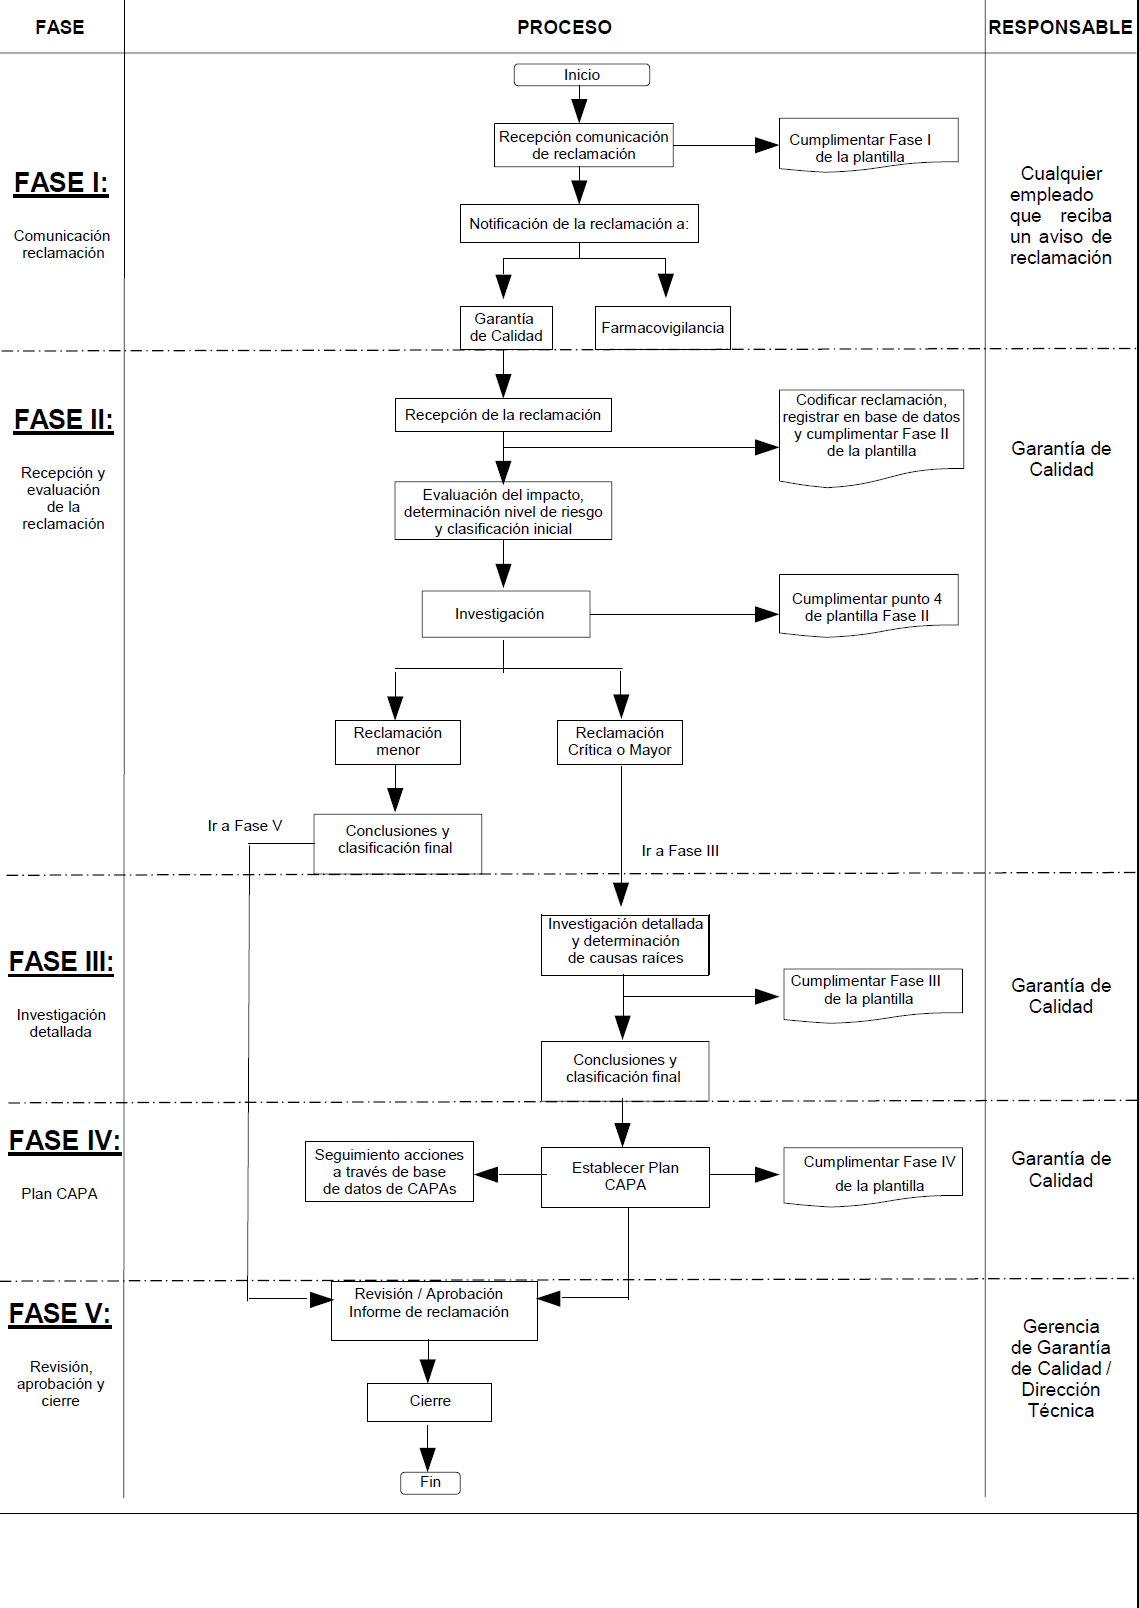 FASE
PROCESO
RESPONSABLE
Inicio
Recepción comunicación
de reclamación
Cumplimentar Fase I
de la plantilla
FASE I:
Comunicación
reclamación
Cualquier
empleado
que reciba
un aviso de
reclamación
Notificación de la reclamación a:
Garantía
de Calidad
Farmacovigilancia
FASE II:
Recepción y
evaluación
de la
reclamación
Recepción de la reclamación
Codificar reclamación,
registrar en base de datos
y cumplimentar Fase II
de la plantilla
Garantía de
Calidad
Evaluación del impacto,
determinación nivel de riesgo
y clasificación inicial
Investigación
Cumplimentar punto 4
de plantilla Fase II
Reclamación
menor
Reclamación
Crítica o Mayor
Ir a Fase V
Conclusiones y
clasificación final
Ir a Fase III
FASE III:
Investigación
detallada
Investigación detallada
y determinación
de causas raíces
Cumplimentar Fase III
de la plantilla
Garantía de
Calidad
Conclusiones y
clasificación final
FASE IV:
Plan CAPA
Seguimiento acciones
a través de base
de datos de CAPAs
Establecer Plan
CAPA
Cumplimentar Fase IV
de la plantilla
Garantía de
Calidad
FASE V:
Revisión,
aprobación y
cierre
Revisión / Aprobación
Informe de reclamación
Gerencia
de Garantía
de Calidad /
Dirección
Técnica
Cierre
Fin